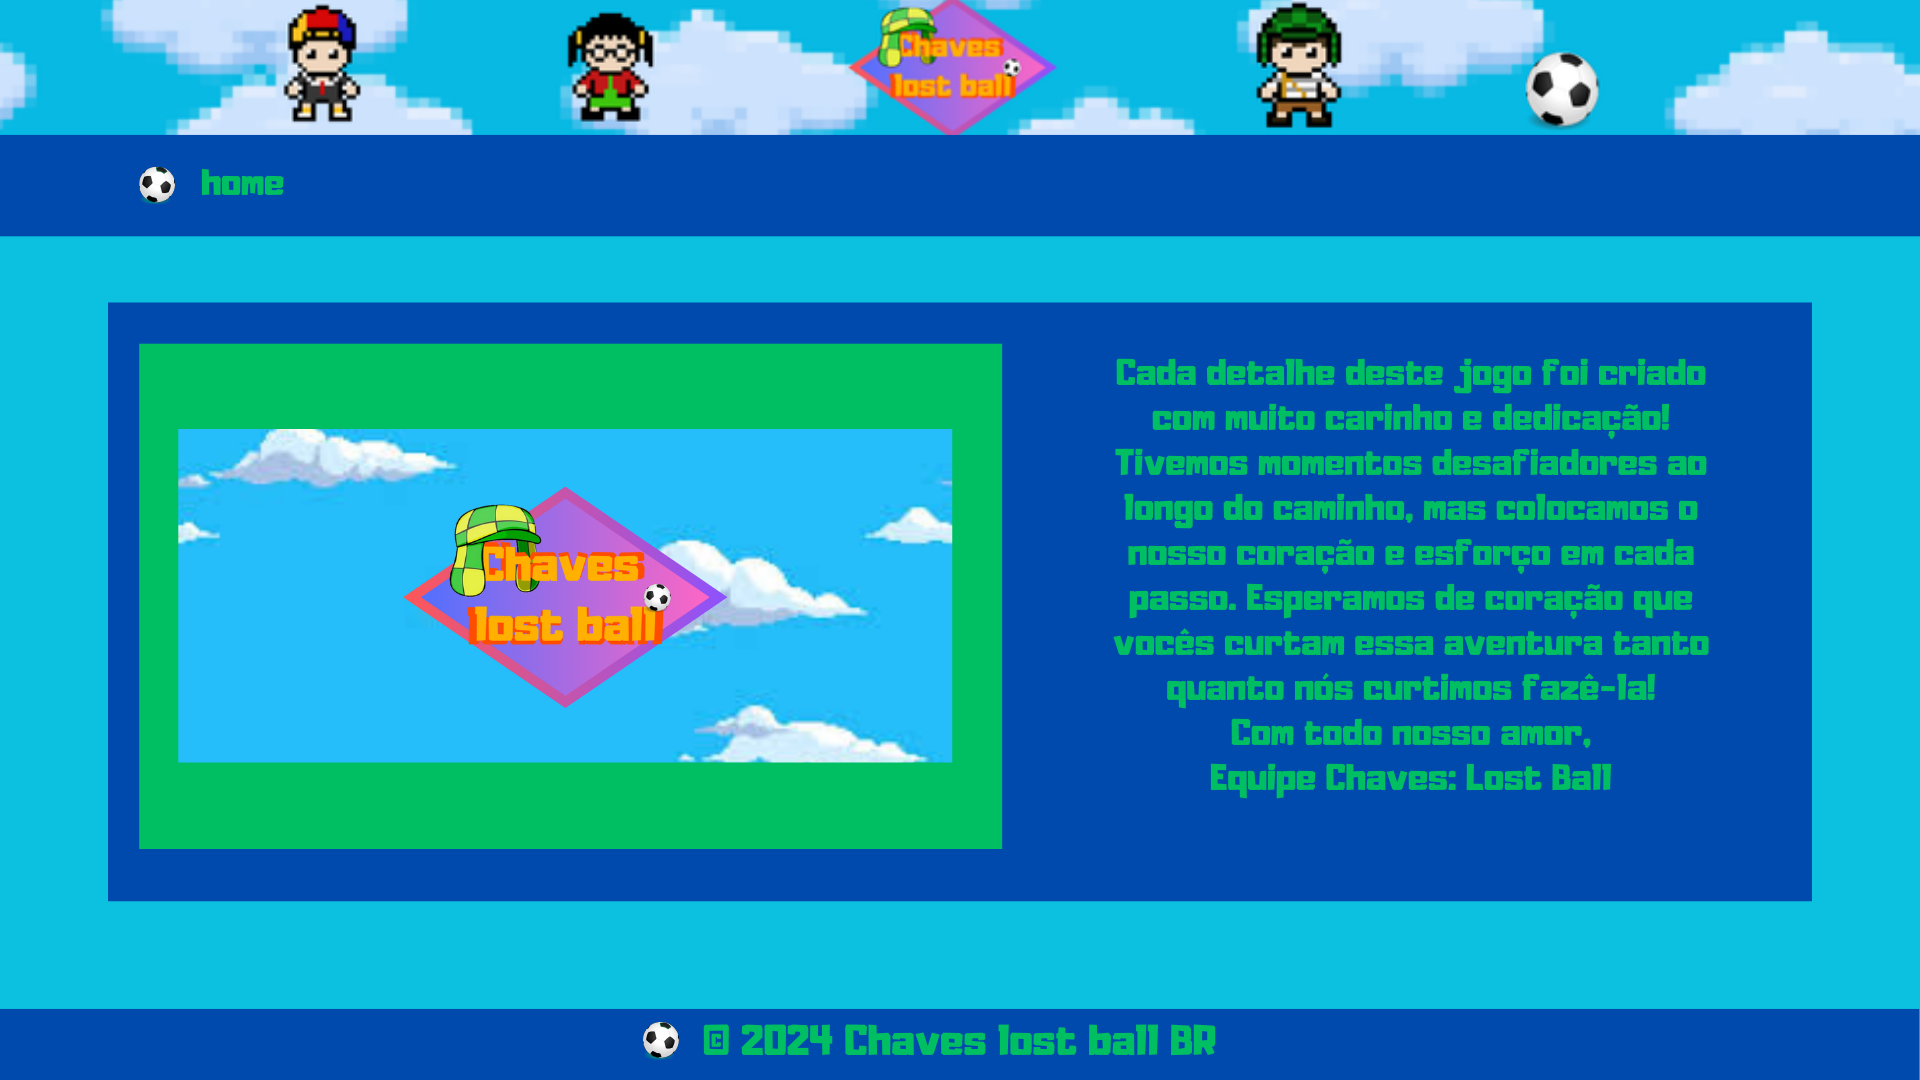 Chaves
lost ball
home
Chaves
lost ball
Cada detalhe deste jogo foi criado
com muito carinho e dedicação!
Tivemos momentos desafiadores ao
longo do caminho, mas colocamos o
nosso coração e esforço em cada
passo. Esperamos de coração que
vocês curtam essa aventura tanto
quanto nós curtimos fazê-la!
Com todo nosso amor,
Equipe Chaves: Lost Ball
© 2024 Chaves lost ball BR